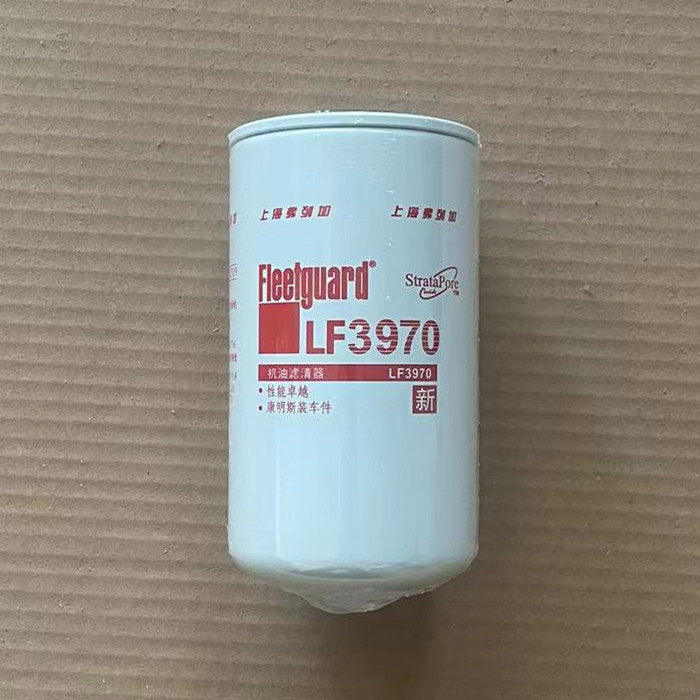 上海弗列加 上海弗列加
Fleetguard®
StrataPore™
LF3970
机油滤清器 LF3970
• 性能卓越
• 康明斯装车件
新